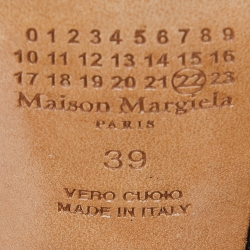 0 1 2 3 4 5 6 7 8 9
10 11 12 13 14 15 16
17 18 19 20 21 22 23
Maison Margiela
PARIS
39
VERO CUOIO
MADE IN ITALY